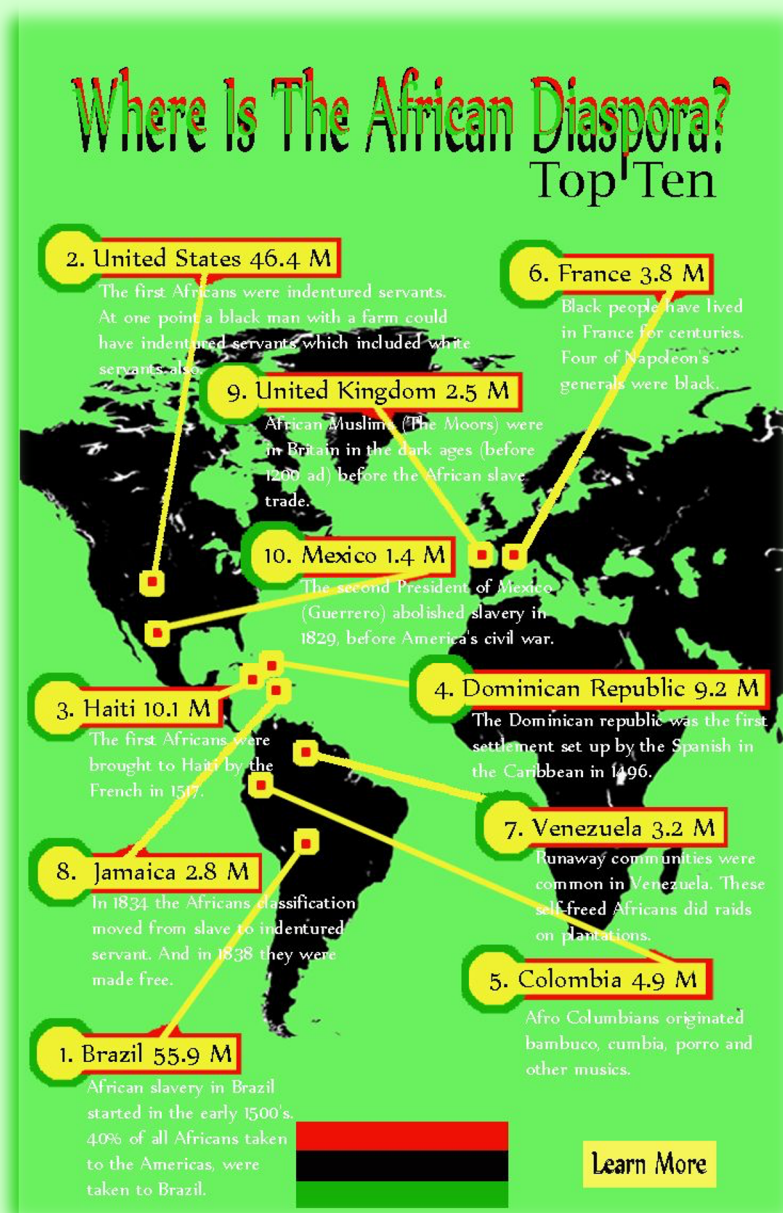 Where Is The African Diaspora?
Top Ten
2. United States 46.4 M
The first Africans were indentured servants.
At one point a black man with a farm could
have indentured servants which included white
servants also.
6. France 3.8 M
Black people have lived
in France for centuries.
Four of Napoleon's
generals were black.
9. United Kingdom 2.5 M
African Muslims (The Moors) were
in Britain in the dark ages (before
1200 ad) before the African slave
trade.
10. Mexico 1.4 M
The second President of Mexico
(Guerrero) abolished slavery in
1829, before America's civil war.
4. Dominican Republic 9.2 M
The Dominican republic was the first
settlement set up by the Spanish in
the Caribbean in 1496.
3. Haiti 10.1 M
The first Africans were
brought to Haiti by the
French in 1517.
7. Venezuela 3.2 M
Runaway communities were
common in Venezuela. These
self-freed Africans did raids
on plantations.
8. Jamaica 2.8 M
In 1834 the Africans classification
moved from slave to indentured
servant. And in 1838 they were
made free.
5. Colombia 4.9 M
Afro Columbians originated
bambuco, cumbia, porro and
other musics.
1. Brazil 55.9 M
African slavery in Brazil
started in the early 1500's.
40% of all Africans taken
to the Americas, were
taken to Brazil.
Learn More